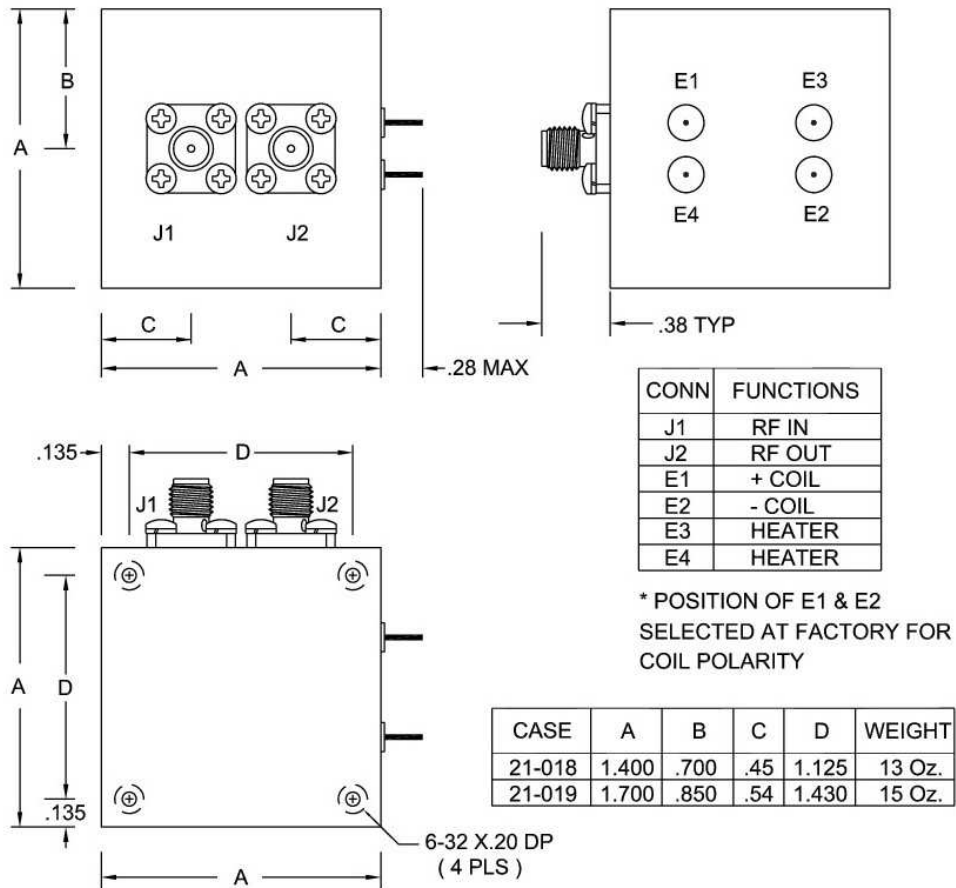 B
A
J1
J2
C
C
A
.28 MAX
E1
E3
E4
E2
.38 TYP
CONN FUNCTIONS
J1 RF IN
J2 RF OUT
E1 + COIL
E2 - COIL
E3 HEATER
E4 HEATER
* POSITION OF E1 & E2
SELECTED AT FACTORY FOR
COIL POLARITY
.135
D
J1
J2
A
D
.135
A
6-32 X.20 DP
( 4 PLS )
CASE A B C D WEIGHT
21-018 1.400 .700 .45 1.125 13 Oz.
21-019 1.700 .850 .54 1.430 15 Oz.